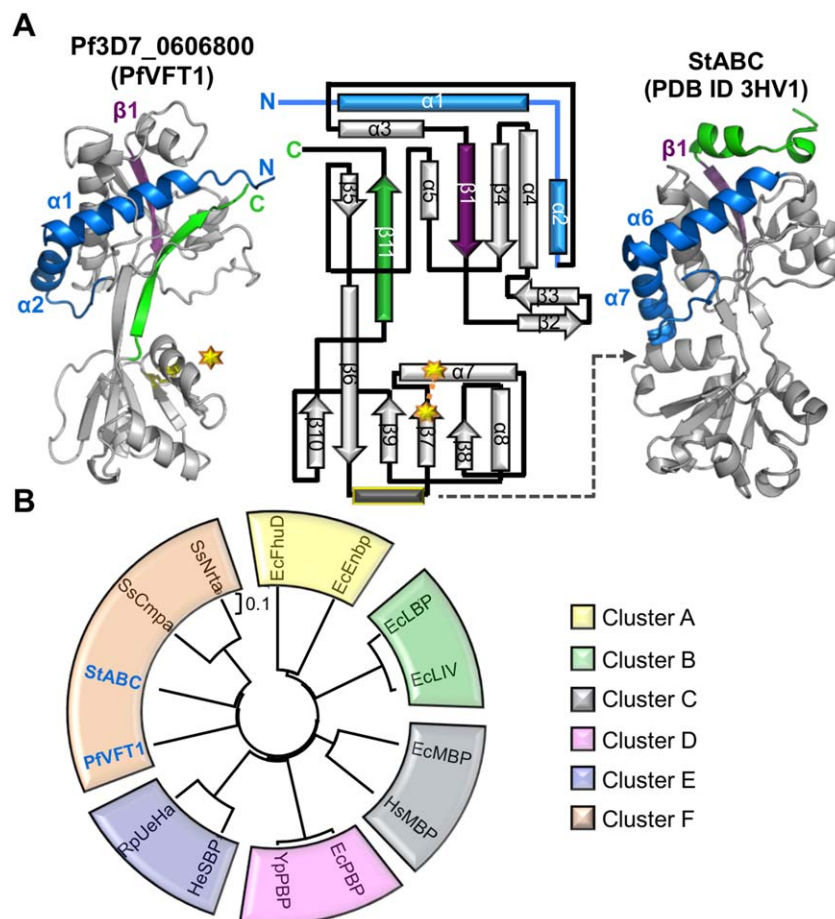 A
Pf3D7_0606800
(PfVFT1)
StABC
(PDB ID 3HV1)
β1
N
α1
C
α2
N
α1
α3
C
β5
β11
α5
β1
β4
α4
α2
β3
β2
β6
α7
β10
β9
β7
β8
α8
β1
α6
α7
B
EcFhuD
EcEnbp
SsNrta
SsCmpa
0.1
EcLBP
EcLIV
StABC
PfVFT1
EcMBP
HsMBP
RpUeHa
HeSBP
YpPBP
EcPBP
Cluster A
Cluster B
Cluster C
Cluster D
Cluster E
Cluster F